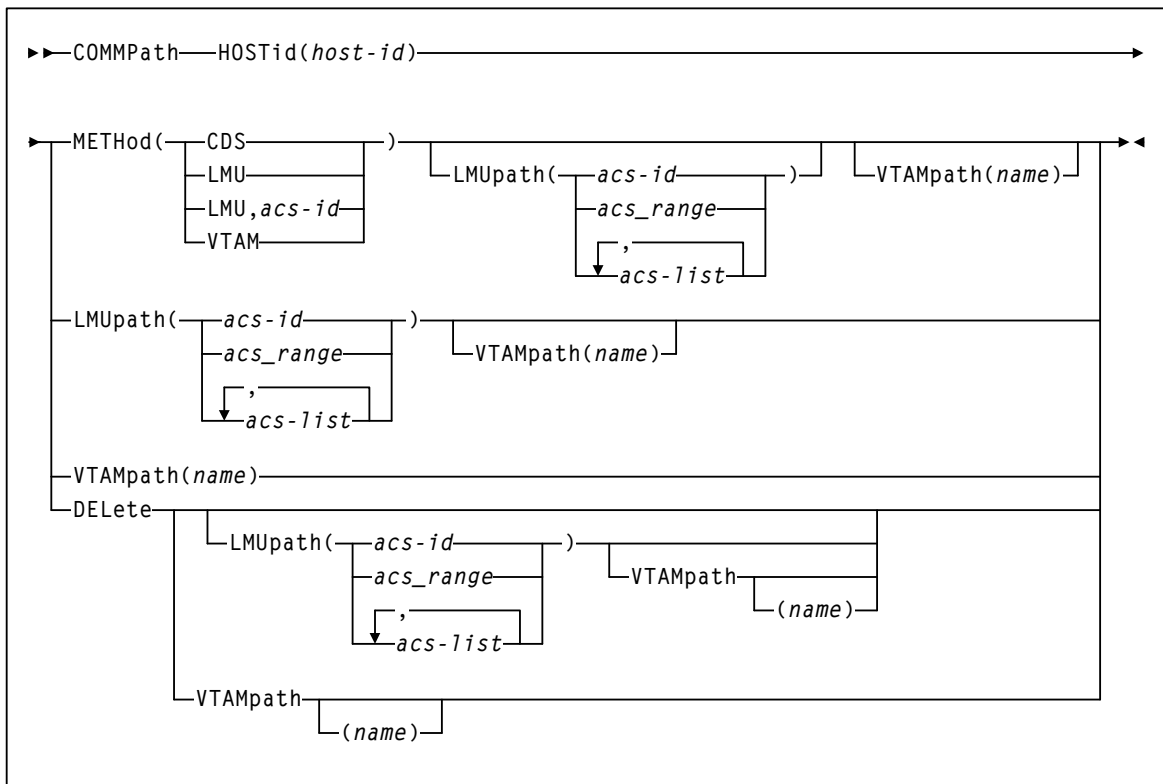 COMMPath HOSTid(host-id)
METHod( CDS )
LMU
LMU,acs-id
VTAM
LMUpath( acs-id )
acs_range
,
acs-list
VTAMpath(name)
LMUpath( acs-id )
acs_range
,
acs-list
VTAMpath(name)
VTAMpath(name)
DELete
LMUpath( acs-id )
acs_range
,
acs-list
VTAMpath
(name)
VTAMpath
(name)